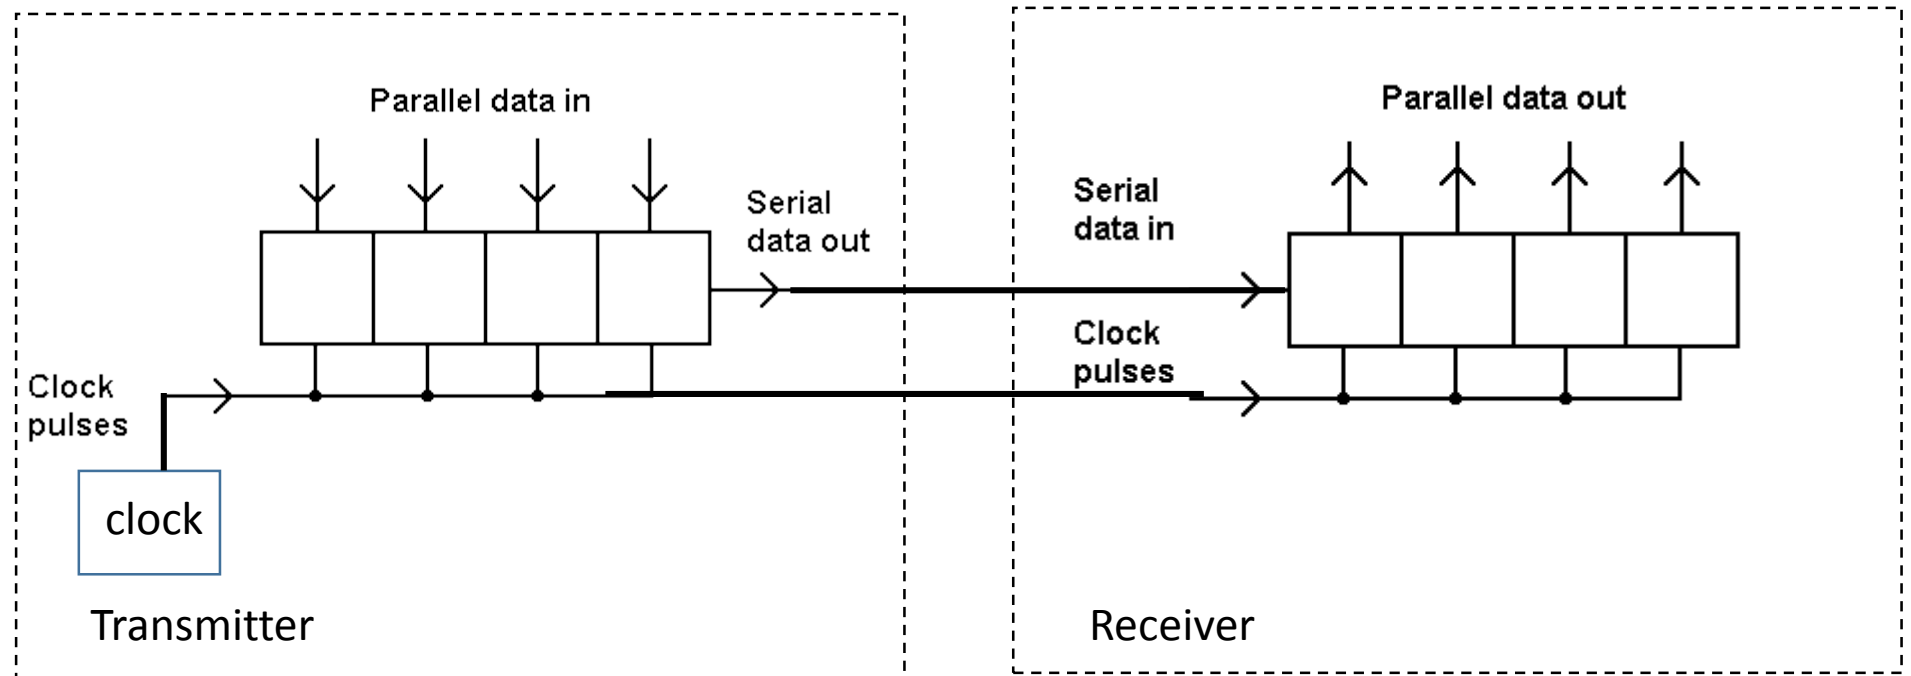 Parallel data in
Serial
data out
Clock
pulses
clock
Transmitter
Parallel data out
Serial
data in
Clock
pulses
Receiver